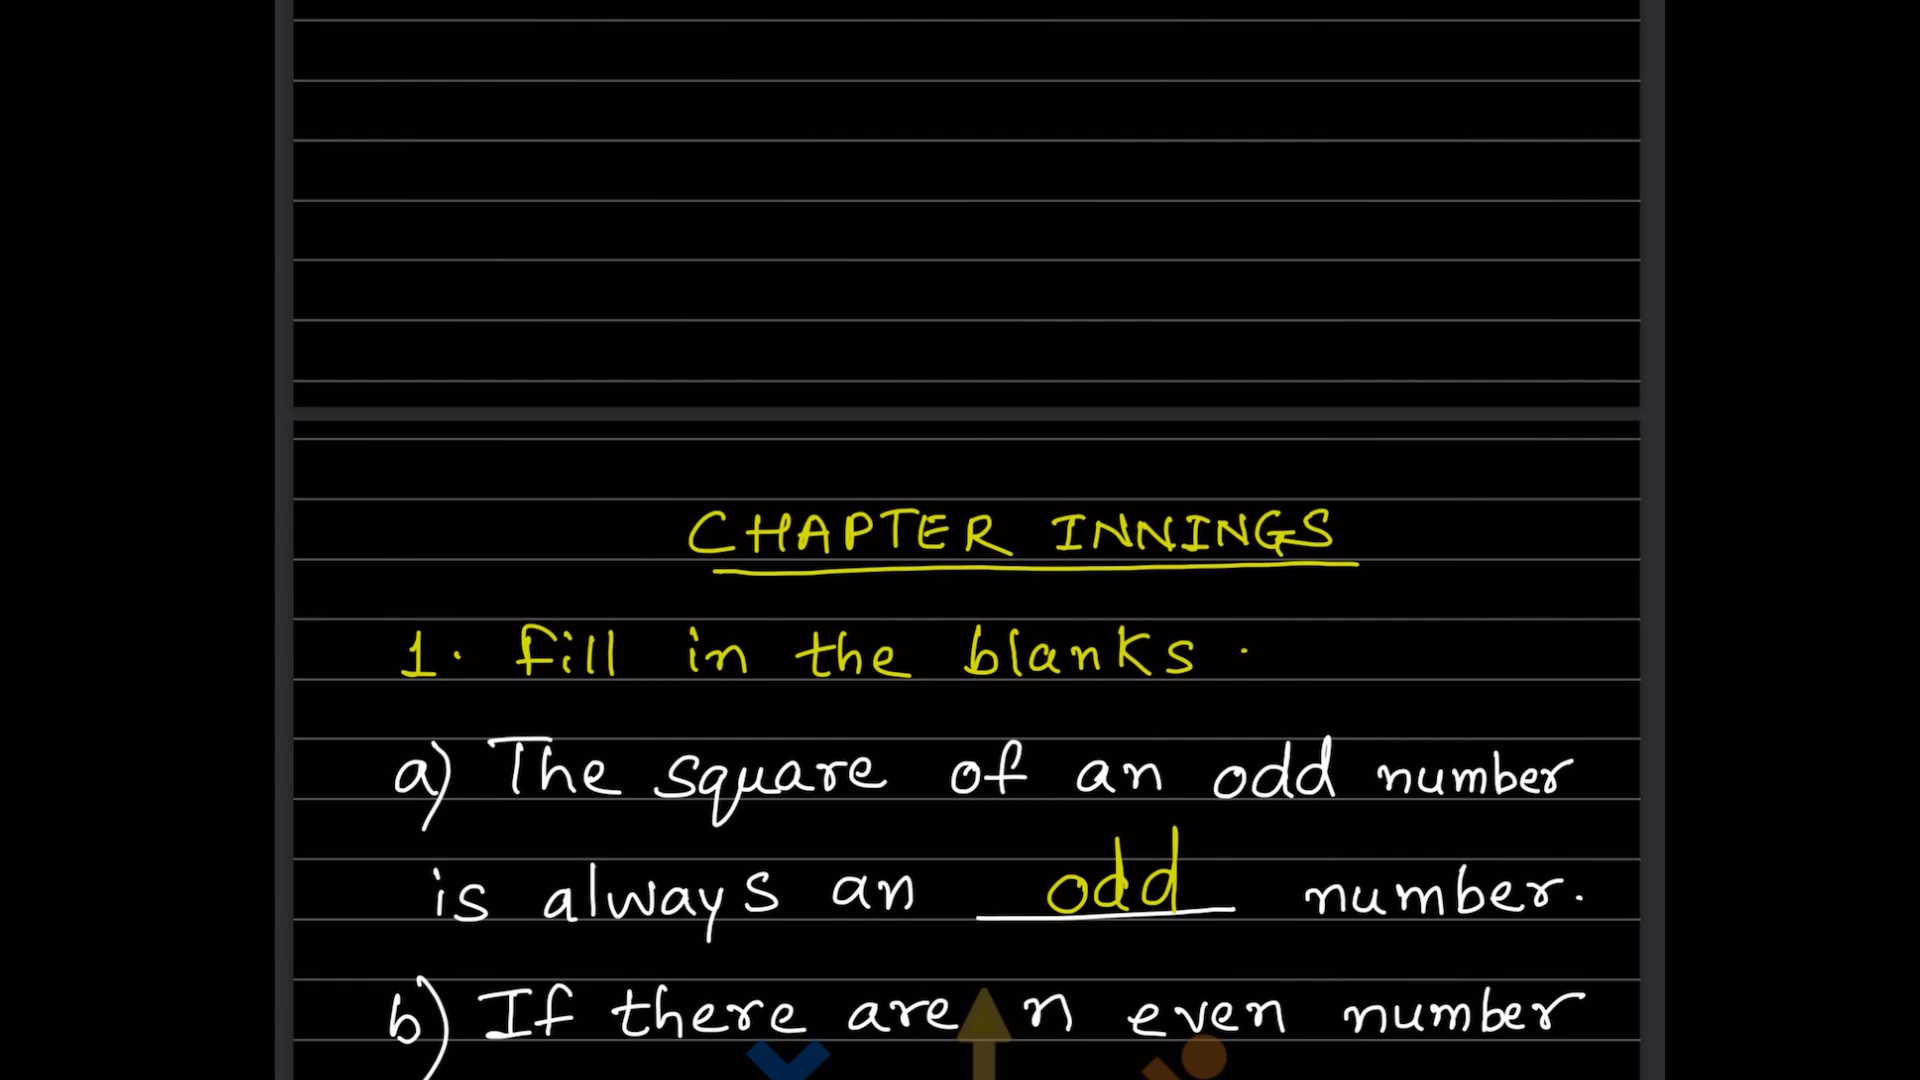 CHAPTER INNINGS
1. Fill in the blanks.
a) The square of an odd number
is always an odd number.
b) If there are n even number